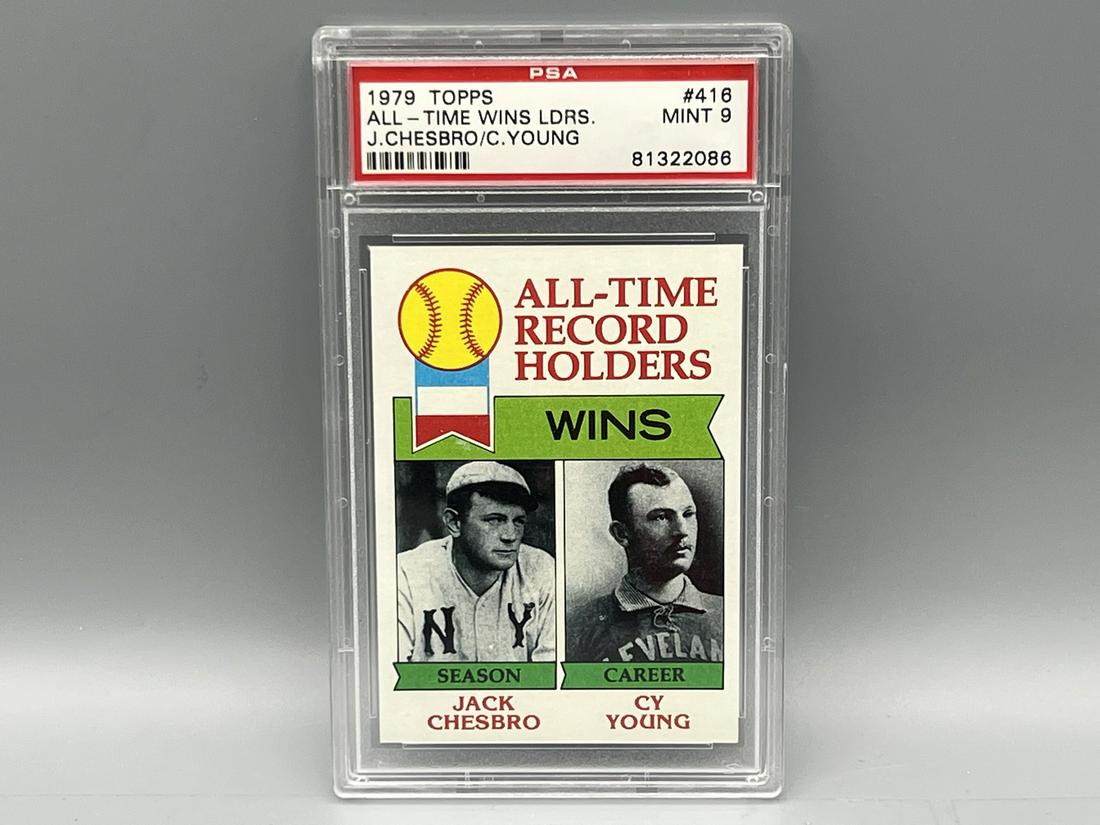 PSA
1979 TOPPS #416
ALL-TIME WINS LDRS. MINT 9
J.CHESBRO/C.YOUNG
81322086
ALL-TIME
RECORD
HOLDERS
WINS
N Y
EVELAN
SEASON
CAREER
JACK
CHESBRO
CY
YOUNG